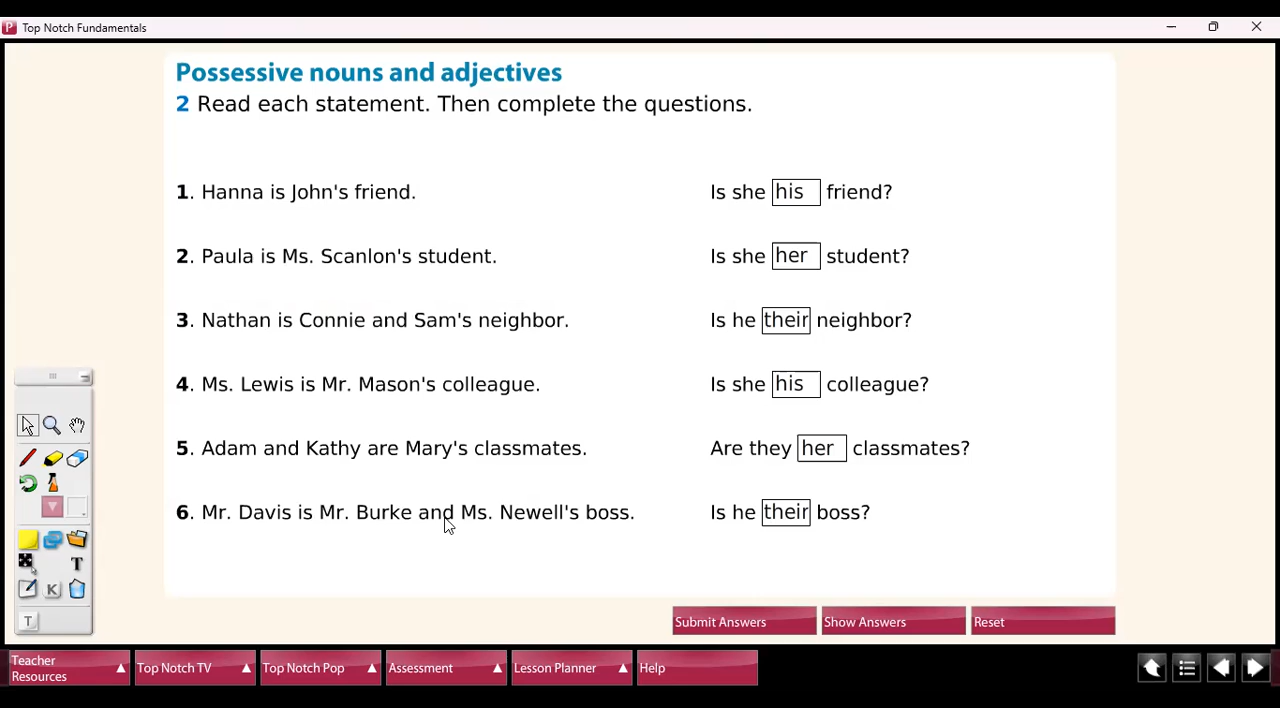 Top Notch Fundamentals
Possessive nouns and adjectives
2 Read each statement. Then complete the questions.
1. Hanna is John's friend. Is she his friend?
2. Paula is Ms. Scanlon's student. Is she her student?
3. Nathan is Connie and Sam's neighbor. Is he their neighbor?
4. Ms. Lewis is Mr. Mason's colleague. Is she his colleague?
5. Adam and Kathy are Mary's classmates. Are they her classmates?
6. Mr. Davis is Mr. Burke and Ms. Newell's boss. Is he their boss?
T
K
T
Submit Answers Show Answers Reset
Teacher Resources Top Notch TV Top Notch Pop Assessment Lesson Planner Help